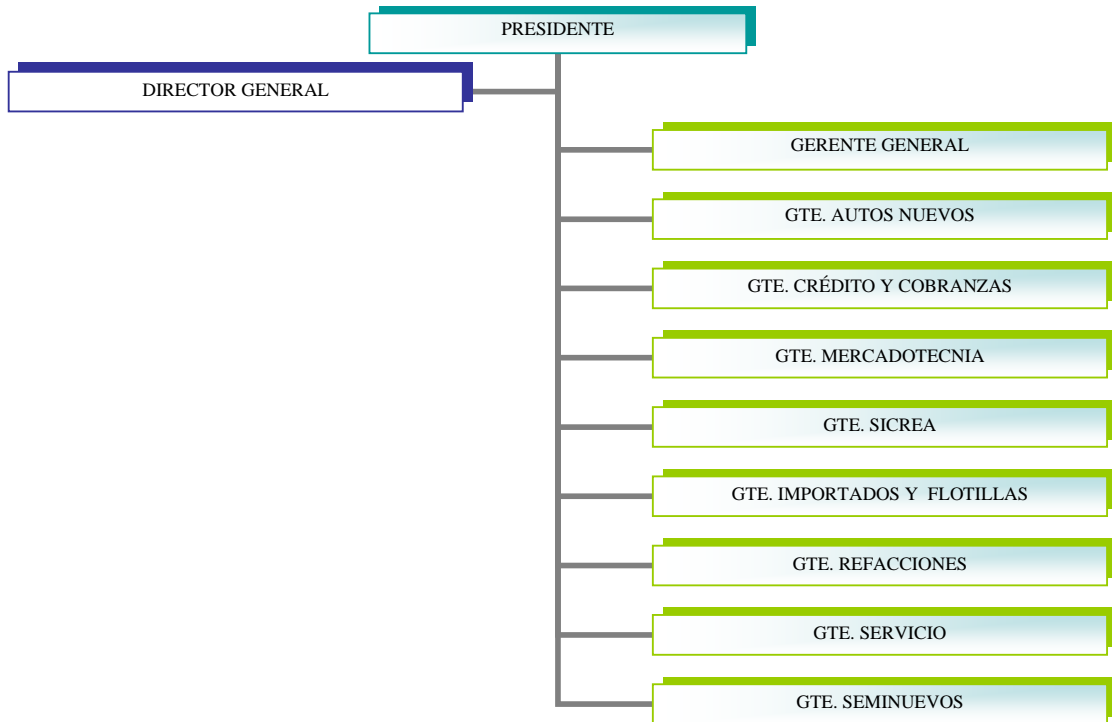 PRESIDENTE
DIRECTOR GENERAL
GERENTE GENERAL
GTE. AUTOS NUEVOS
GTE. CRÉDITO Y COBRANZAS
GTE. MERCADOTECNIA
GTE. SICREA
GTE. IMPORTADOS Y FLOTILLAS
GTE. REFACCIONES
GTE. SERVICIO
GTE. SEMINUEVOS